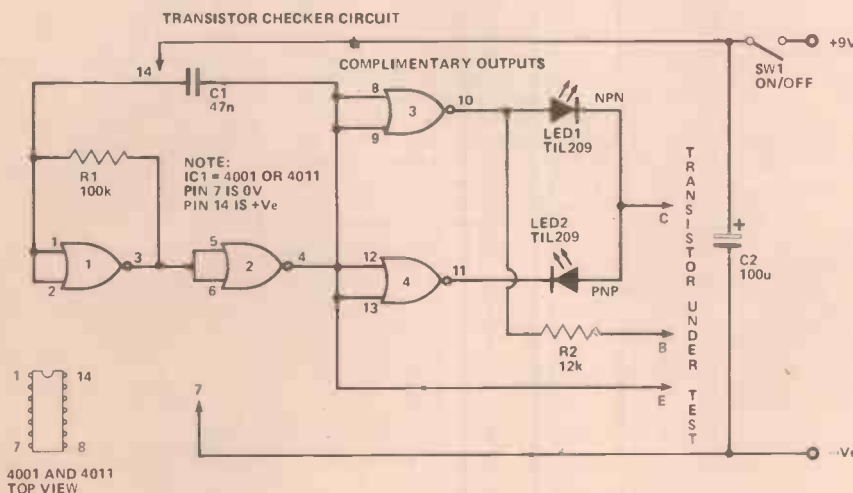 TRANSISTOR CHECKER CIRCUIT
+9V
SW1
ON/OFF
14
C1
47n
COMPLIMENTARY OUTPUTS
8
9
3
10
LED1
TIL209
NPN
R1
100k
NOTE:
IC1 = 4001 OR 4011
PIN 7 IS 0V
PIN 14 IS +Ve
TRANSISTOR UNDER TEST
C
+
C2
100u
1
2
1
3
5
6
2
4
12
13
4
11
LED2
TIL209
PNP
R2
12k
B
E
7
1
14
7
8
4001 AND 4011
TOP VIEW
-Ve